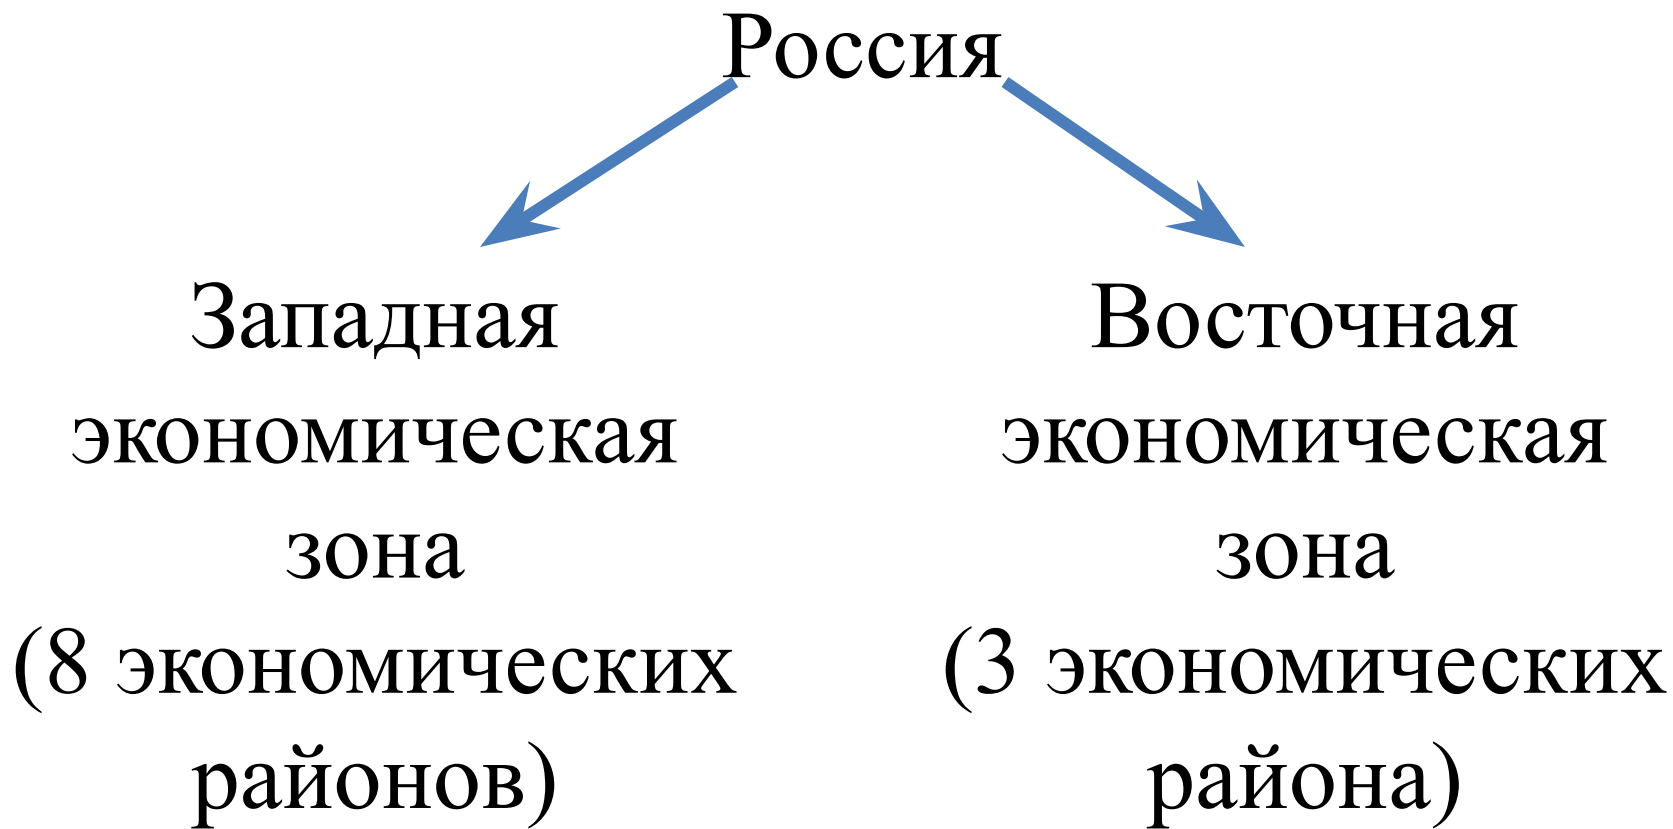 Россия
Западная
экономическая
зона
(8 экономических
районов)
Восточная
экономическая
зона
(3 экономических
района)